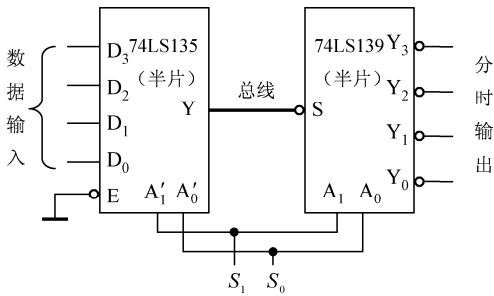 数据输入
74LS135
（半片）
D₃
D₂
D₁
D₀
Y
E
A₁′ A₀′
总线
74LS139
（半片）
S
Y₃
Y₂
Y₁
Y₀
A₁ A₀
分时输出
S₁ S₀